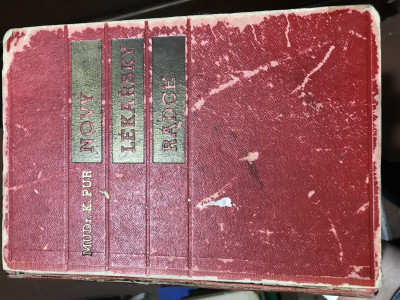 MUDr. K. PUR
NOVÝ
LÉKAŘSKÝ
RÁDCE